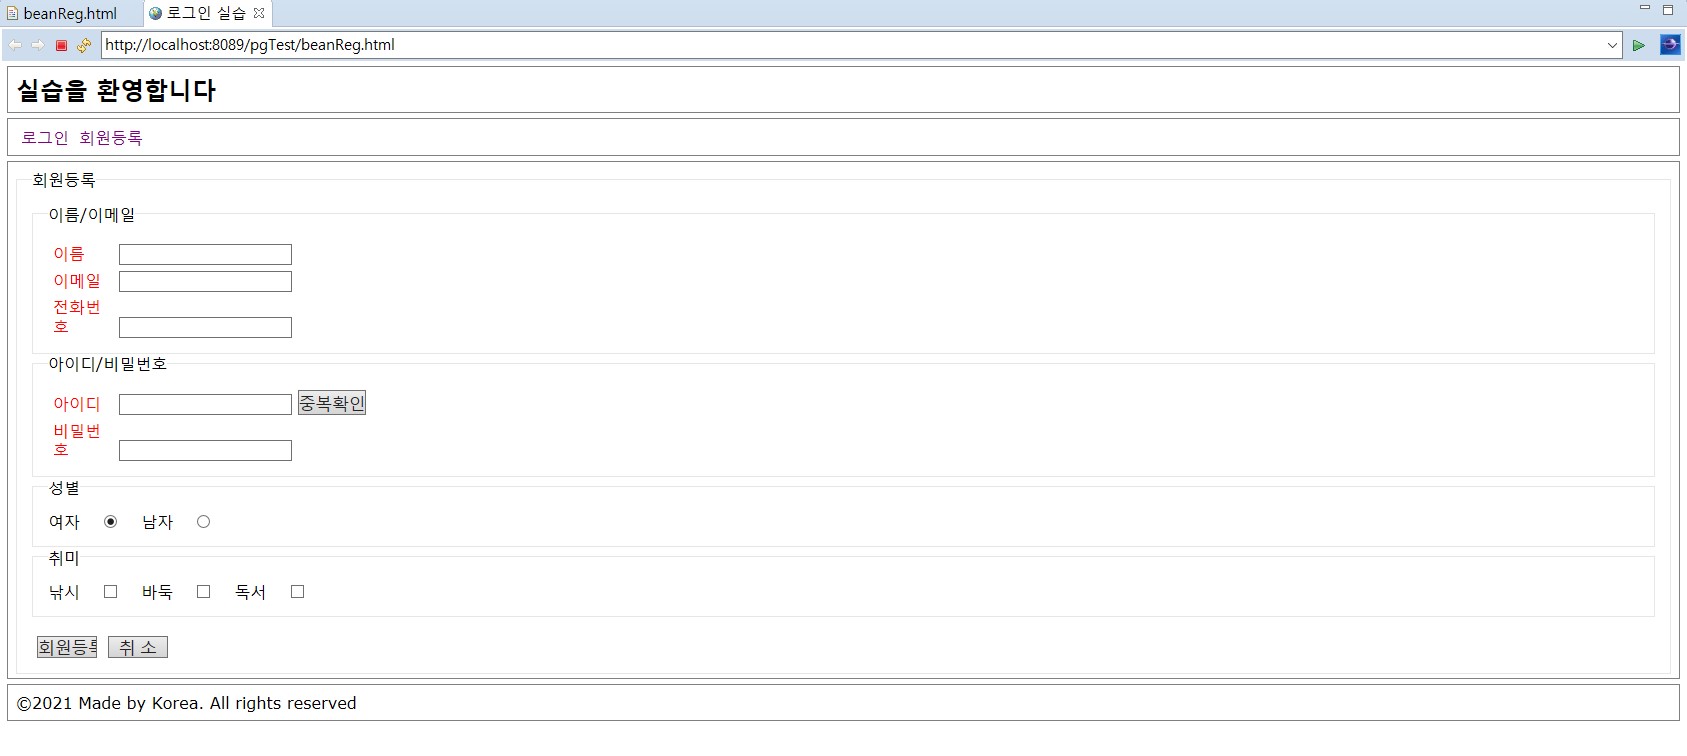 beanReg.html 로그인 실습
http://localhost:8089/pgTest/beanReg.html
실습을 환영합니다
로그인 회원등록
회원등록
이름/이메일
이름
이메일
전화번
호
아이디/비밀번호
아이디 중복확인
비밀번
호
성별
여자 남자
취미
낚시 바둑 독서
회원등록 취 소
©2021 Made by Korea. All rights reserved